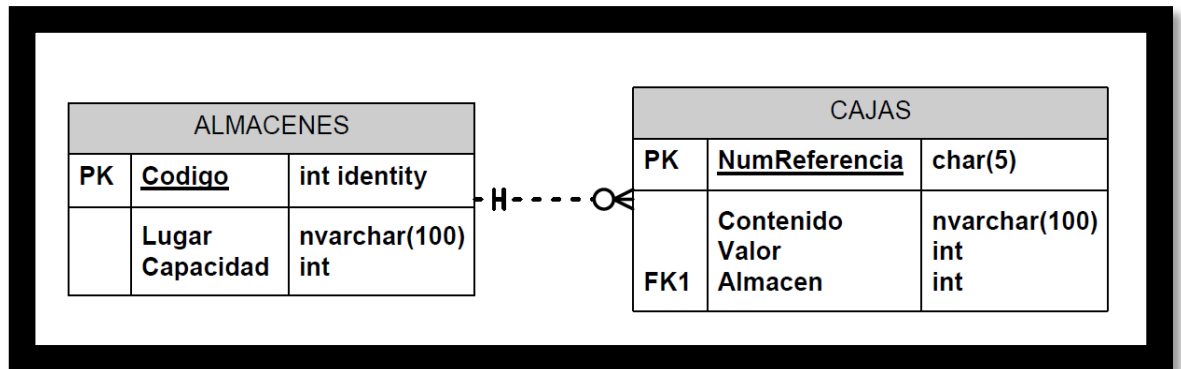 ALMACENES
PK Codigo int identity
Lugar nvarchar(100)
Capacidad int
CAJAS
PK NumReferencia char(5)
Contenido nvarchar(100)
Valor int
FK1 Almacen int